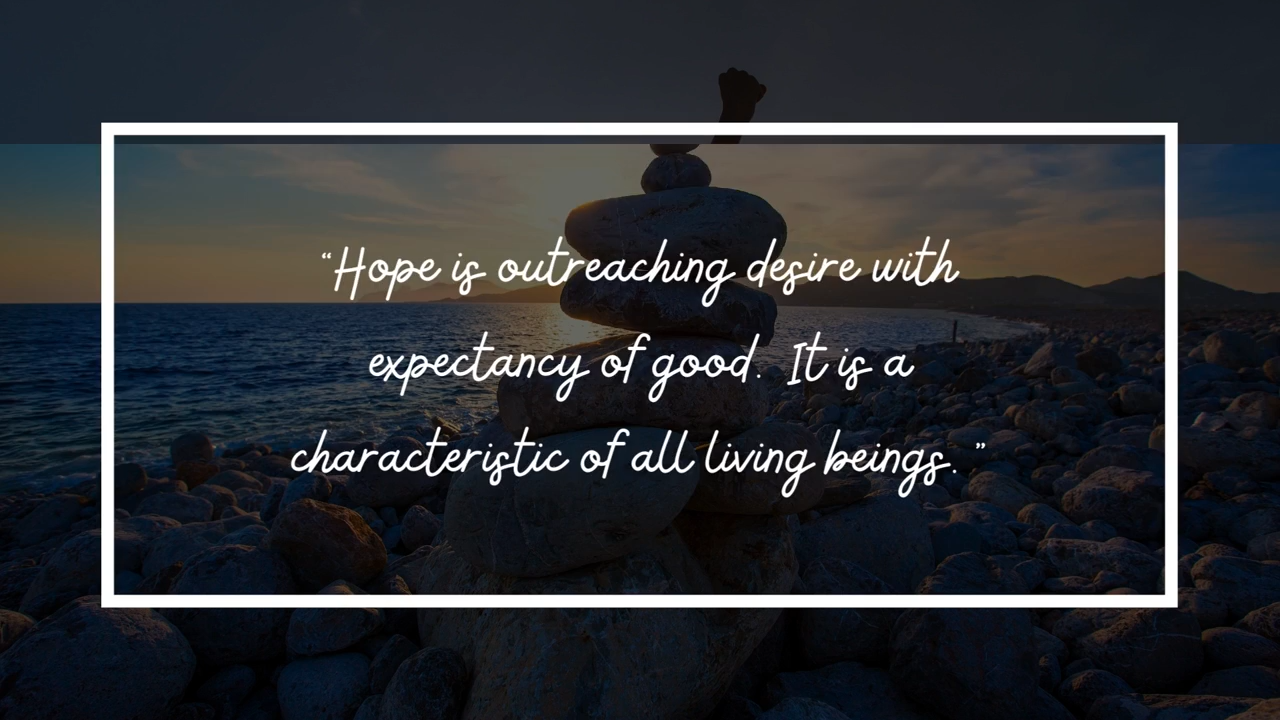 “Hope is outreaching desire with
expectancy of good. It is a
characteristic of all living beings.”